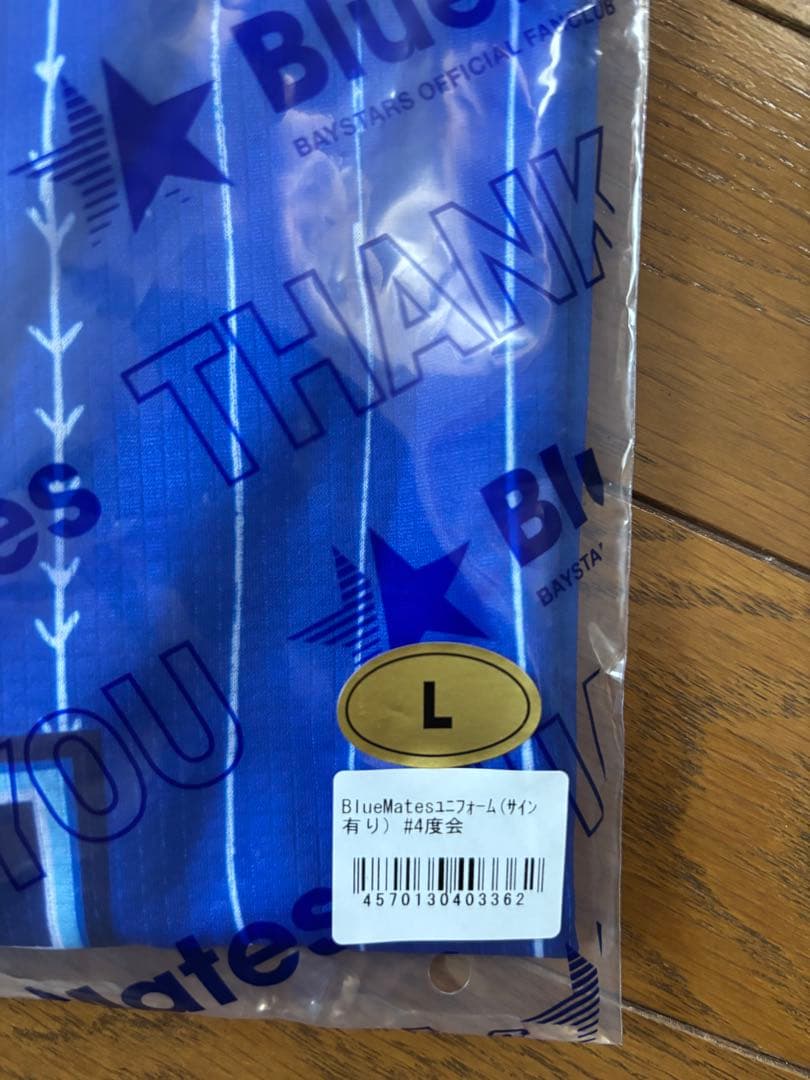 Blue
BAYSTARS OFFICIAL FANCLUB
THANK
es
Blu
BAYSTA
YOU
L
BlueMatesﾕﾆﾌｫｰﾑ(ｻｲﾝ
有り) #4度会
4570130403362
Mates